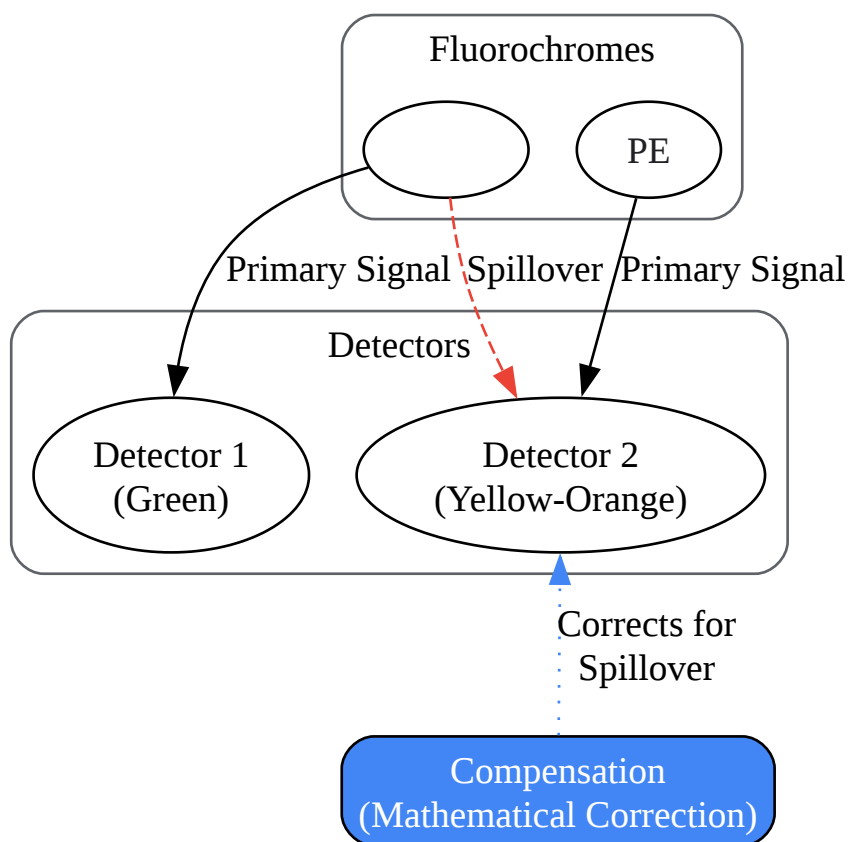 Fluorochromes
PE
Primary Signal
Spillover
Primary Signal
Detectors
Detector 1
(Green)
Detector 2
(Yellow-Orange)
Corrects for
Spillover
Compensation
(Mathematical Correction)